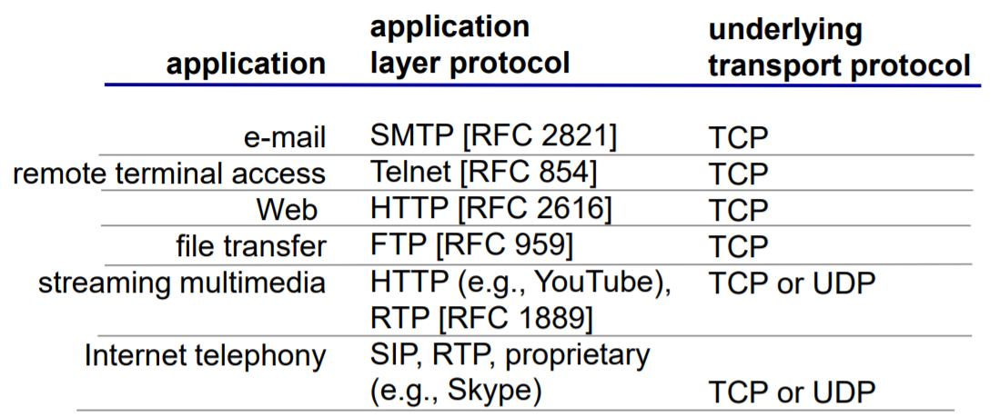 application application layer protocol underlying transport protocol
e-mail SMTP [RFC 2821] TCP
remote terminal access Telnet [RFC 854] TCP
Web HTTP [RFC 2616] TCP
file transfer FTP [RFC 959] TCP
streaming multimedia HTTP (e.g., YouTube), TCP or UDP
RTP [RFC 1889]
Internet telephony SIP, RTP, proprietary
(e.g., Skype) TCP or UDP